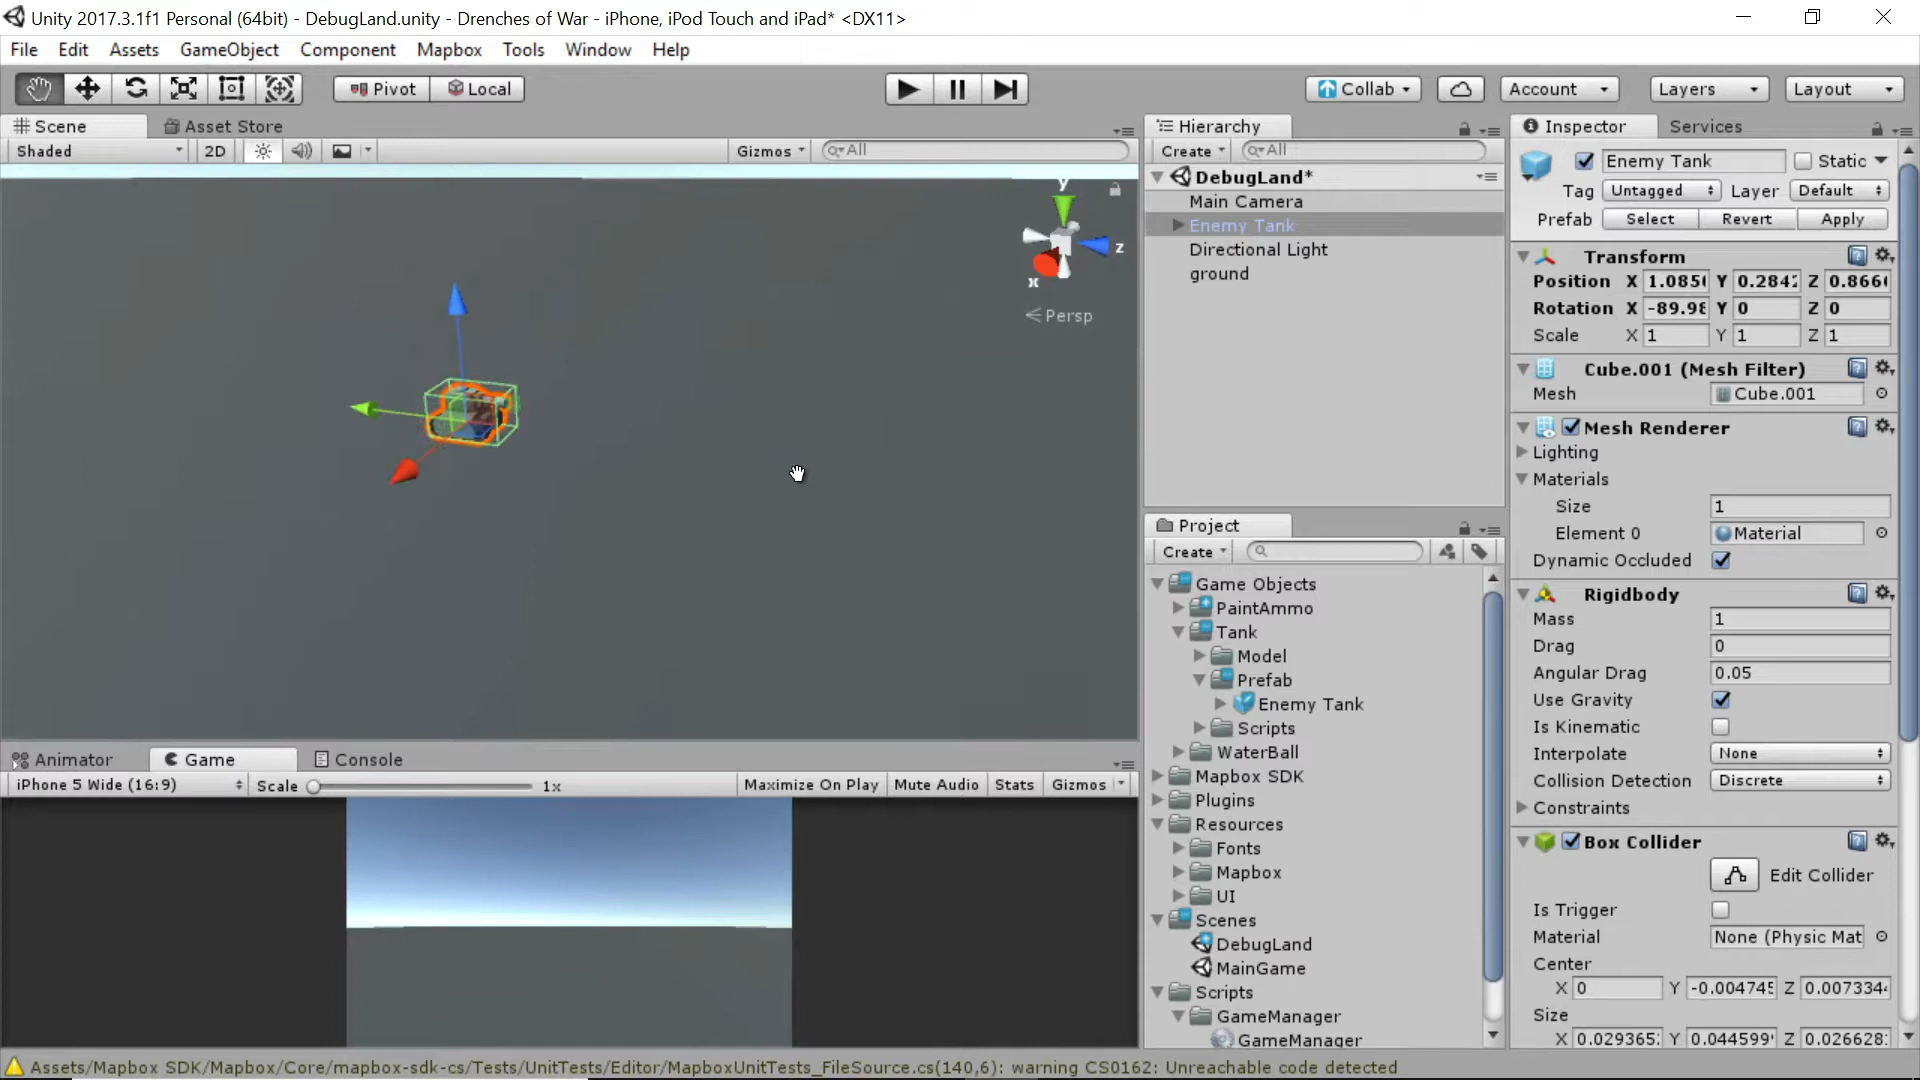 Unity 2017.3.1f1 Personal (64bit) - DebugLand.unity - Drenches of War - iPhone, iPod Touch and iPad* <DX11>
File Edit Assets GameObject Component Mapbox Tools Window Help
Pivot Local Collab Account Layers Layout
Scene Asset Store
Shaded 2D Gizmos All
y
z
x
Persp
Hierarchy
Create All
DebugLand*
Main Camera
Enemy Tank
Directional Light
ground
Project
Create
Game Objects
PaintAmmo
Tank
Model
Prefab
Enemy Tank
Scripts
WaterBall
Mapbox SDK
Plugins
Resources
Fonts
Mapbox
UI
Scenes
DebugLand
MainGame
Scripts
GameManager
GameManager
Inspector Services
Enemy Tank Static
Tag Untagged Layer Default
Prefab Select Revert Apply
Transform
Position X 1.085 Y 0.284 Z 0.866
Rotation X -89.98 Y 0 Z 0
Scale X 1 Y 1 Z 1
Cube.001 (Mesh Filter)
Mesh Cube.001
Mesh Renderer
Lighting
Materials
Size 1
Element 0 Material
Dynamic Occluded
Rigidbody
Mass 1
Drag 0
Angular Drag 0.05
Use Gravity
Is Kinematic
Interpolate None
Collision Detection Discrete
Constraints
Box Collider
Edit Collider
Is Trigger
Material None (Physic Mat
Center
X 0 Y -0.004745 Z 0.007334
Size
X 0.029365 Y 0.044599 Z 0.026628
Animator Game Console
iPhone 5 Wide (16:9) Scale 1x Maximize On Play Mute Audio Stats Gizmos
Assets/Mapbox SDK/Mapbox/Core/mapbox-sdk-cs/Tests/UnitTests/Editor/MapboxUnitTests_FileSource.cs(140,6): warning CS0162: Unreachable code detected